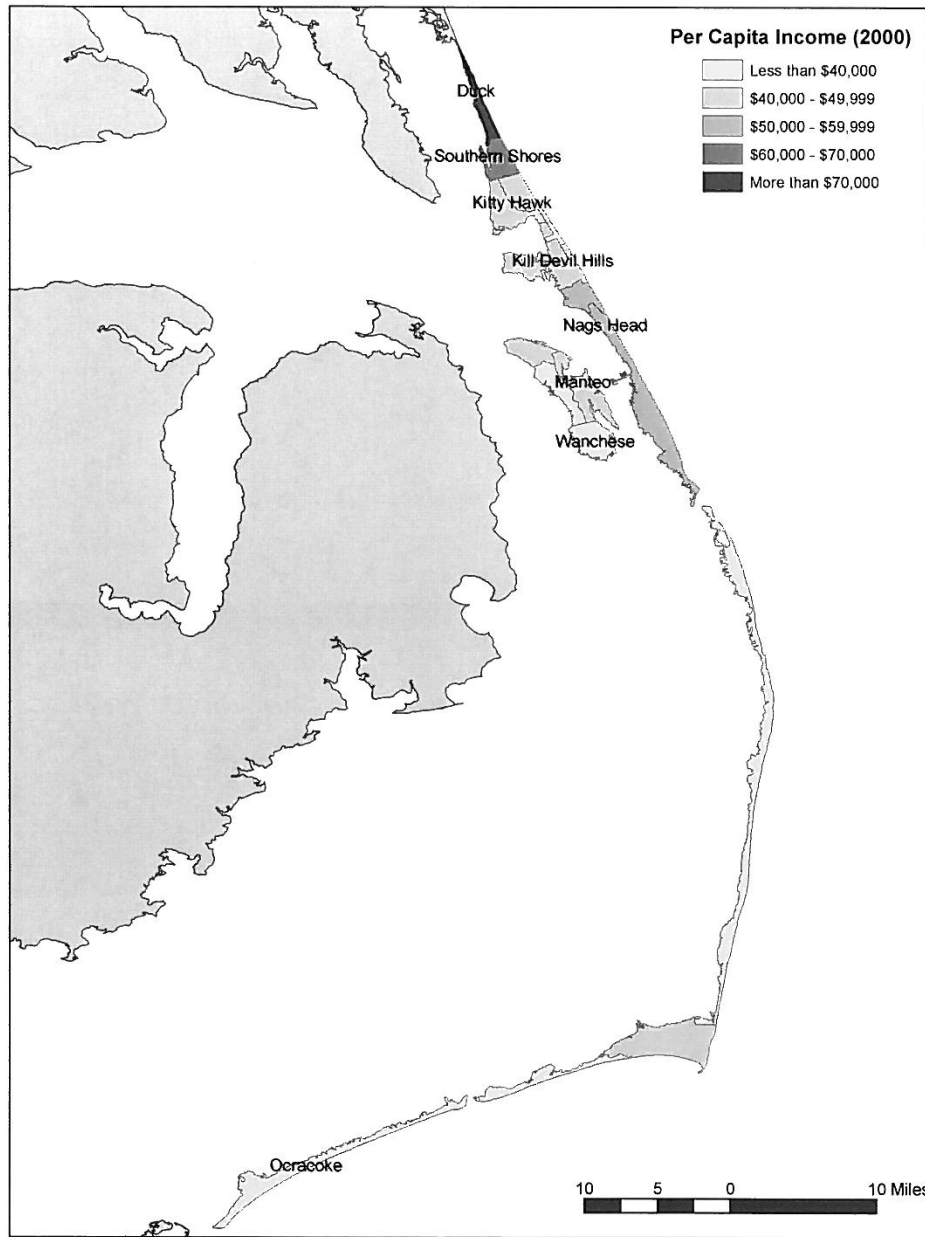 Per Capita Income (2000)
Less than $40,000
$40,000 - $49,999
$50,000 - $59,999
$60,000 - $70,000
More than $70,000
Duck
Southern Shores
Kitty Hawk
Kill Devil Hills
Nags Head
Manteo
Wanchese
Ocracoke
10 5 0 10 Miles